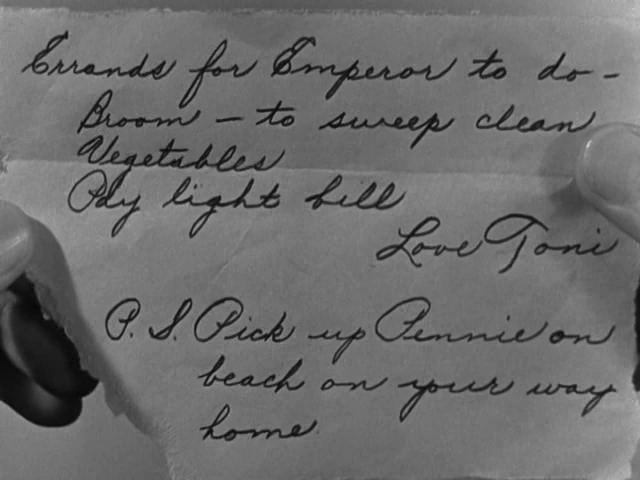 Errands for Emperor to do -
Broom - to sweep clean
Vegetables
Pay light bill
Love Toni
P. S. Pick up Pennie on
beach on your way
home.